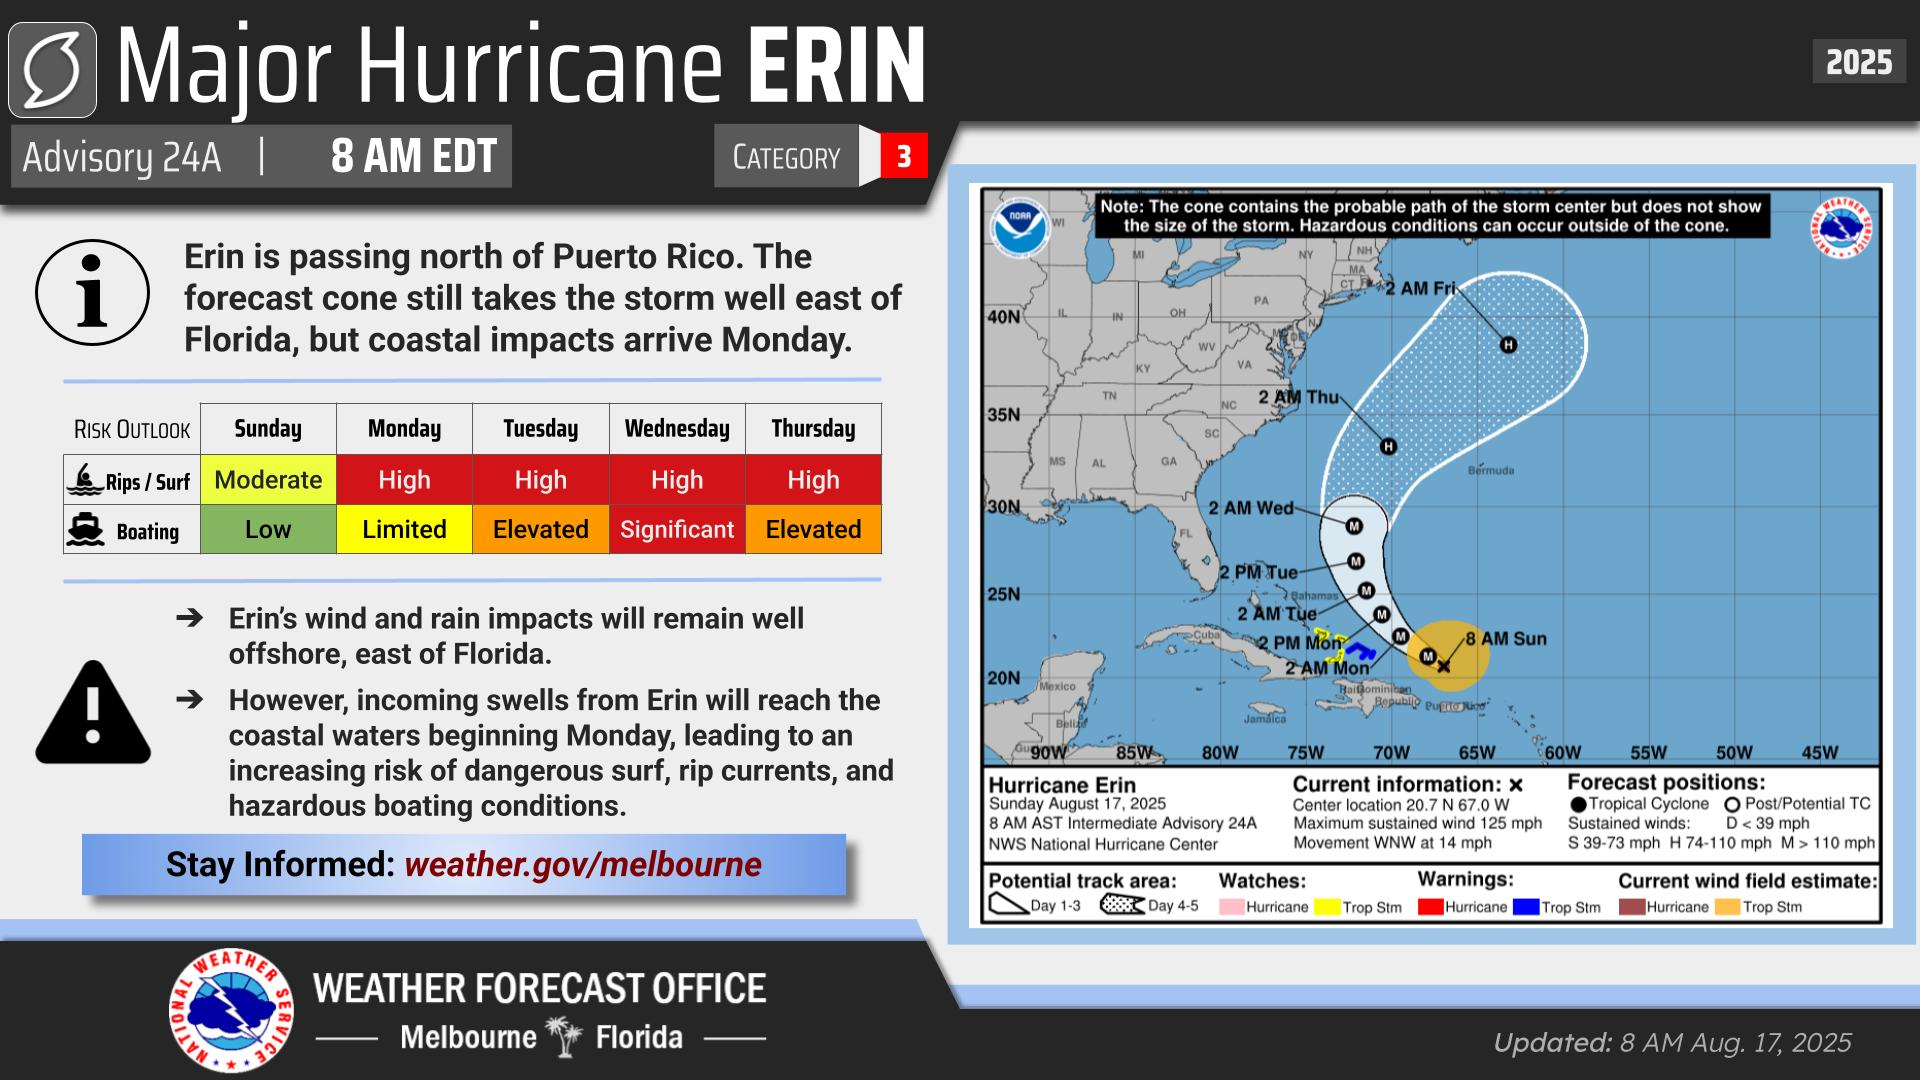 Major Hurricane ERIN
2025
Advisory 24A | 8 AM EDT
CATEGORY 3
Erin is passing north of Puerto Rico. The
forecast cone still takes the storm well east of
Florida, but coastal impacts arrive Monday.
RISK OUTLOOK Sunday Monday Tuesday Wednesday Thursday
Rips / Surf Moderate High High High High
Boating Low Limited Elevated Significant Elevated
➔ Erin's wind and rain impacts will remain well
offshore, east of Florida.
➔ However, incoming swells from Erin will reach the
coastal waters beginning Monday, leading to an
increasing risk of dangerous surf, rip currents, and
hazardous boating conditions.
Stay Informed: weather.gov/melbourne
NATIONAL WEATHER SERVICE
WEATHER FORECAST OFFICE
Melbourne Florida
NOAA
Note: The cone contains the probable path of the storm center but does not show
the size of the storm. Hazardous conditions can occur outside of the cone.
NATIONAL WEATHER SERVICE
WI
MI
NY
NH
MA
CT
2 AM Fri
PA
40N
IL
IN
OH
WV
VA
KY
2 AM Thu
TN
NC
35N
SC
MS
AL
GA
Bermuda
30N
2 AM Wed
FL
2 PM Tue
25N
Bahamas
2 AM Tue
Cuba
2 PM Mon
8 AM Sun
2 AM Mon
20N
Mexico
Haiti
Dominican
Republic
Puerto Rico
Jamaica
Belize
90W 85W 80W 75W 70W 65W 60W 55W 50W 45W
Hurricane Erin
Sunday August 17, 2025
8 AM AST Intermediate Advisory 24A
NWS National Hurricane Center
Current information: x
Center location 20.7 N 67.0 W
Maximum sustained wind 125 mph
Movement WNW at 14 mph
Forecast positions:
Tropical Cyclone Post/Potential TC
Sustained winds: D < 39 mph
S 39-73 mph H 74-110 mph M > 110 mph
Potential track area:
Day 1-3 Day 4-5
Watches:
Hurricane Trop Stm
Warnings:
Hurricane Trop Stm
Current wind field estimate:
Hurricane Trop Stm
Updated: 8 AM Aug. 17, 2025